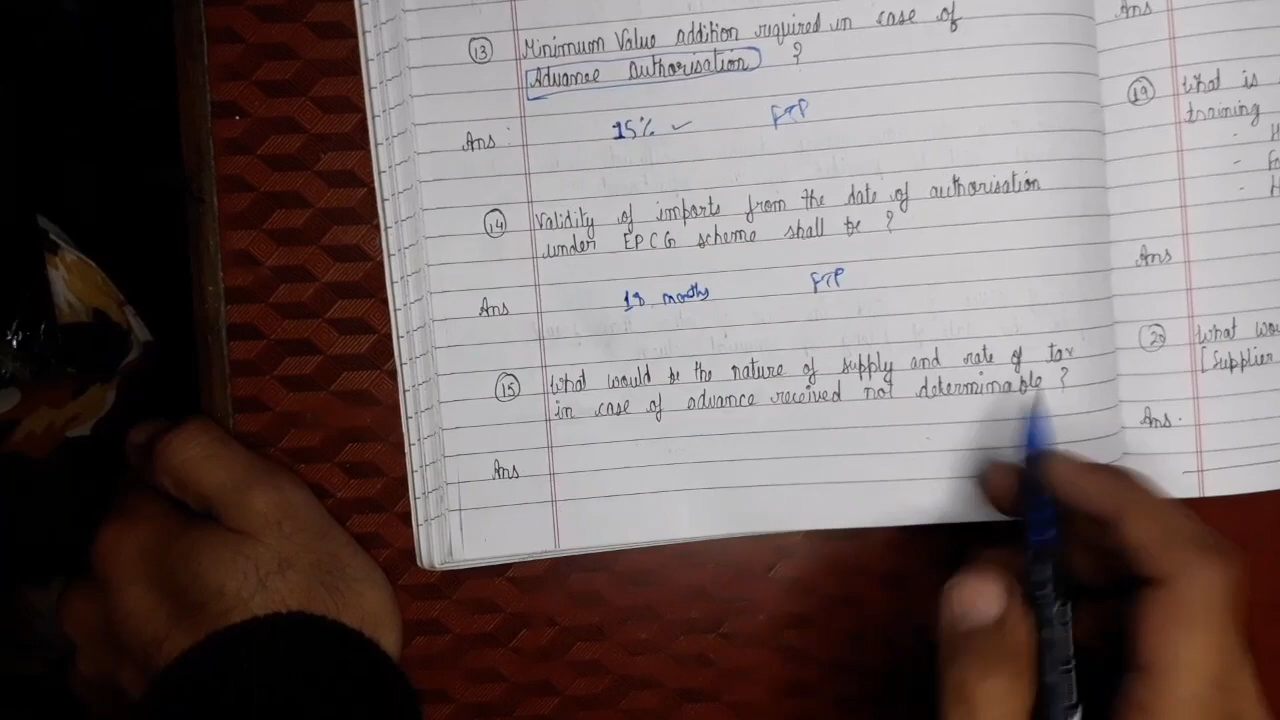 (13) Minimum Value addition required in case of
Advance authorisation ?
Ans : 15% ✓ FTP
(14) Validity of imports from the date of authorisation
under EPCG scheme shall be ?
Ans 18 months FTP
(15) What would be the nature of supply and rate of tax
in case of advance received not determinable ?
Ans
Ans
(19) What is
training
-
-
-
Ans
(20) What
[Supplier
Ans.